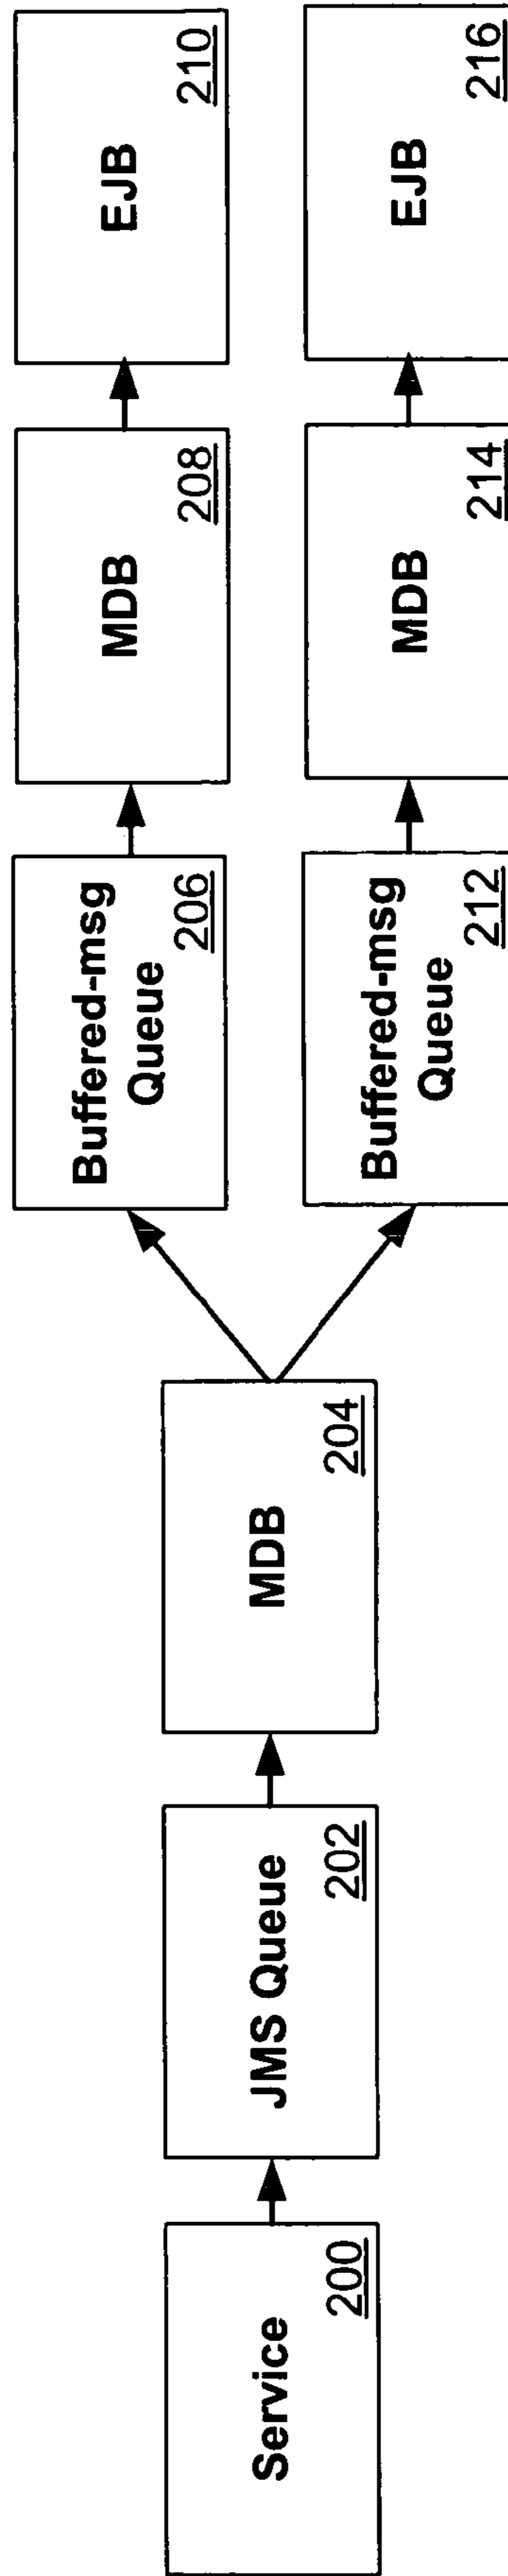 Service
200
JMS Queue
202
MDB
204
Buffered-msg
Queue
206
MDB
208
EJB
210
Buffered-msg
Queue
212
MDB
214
EJB
216